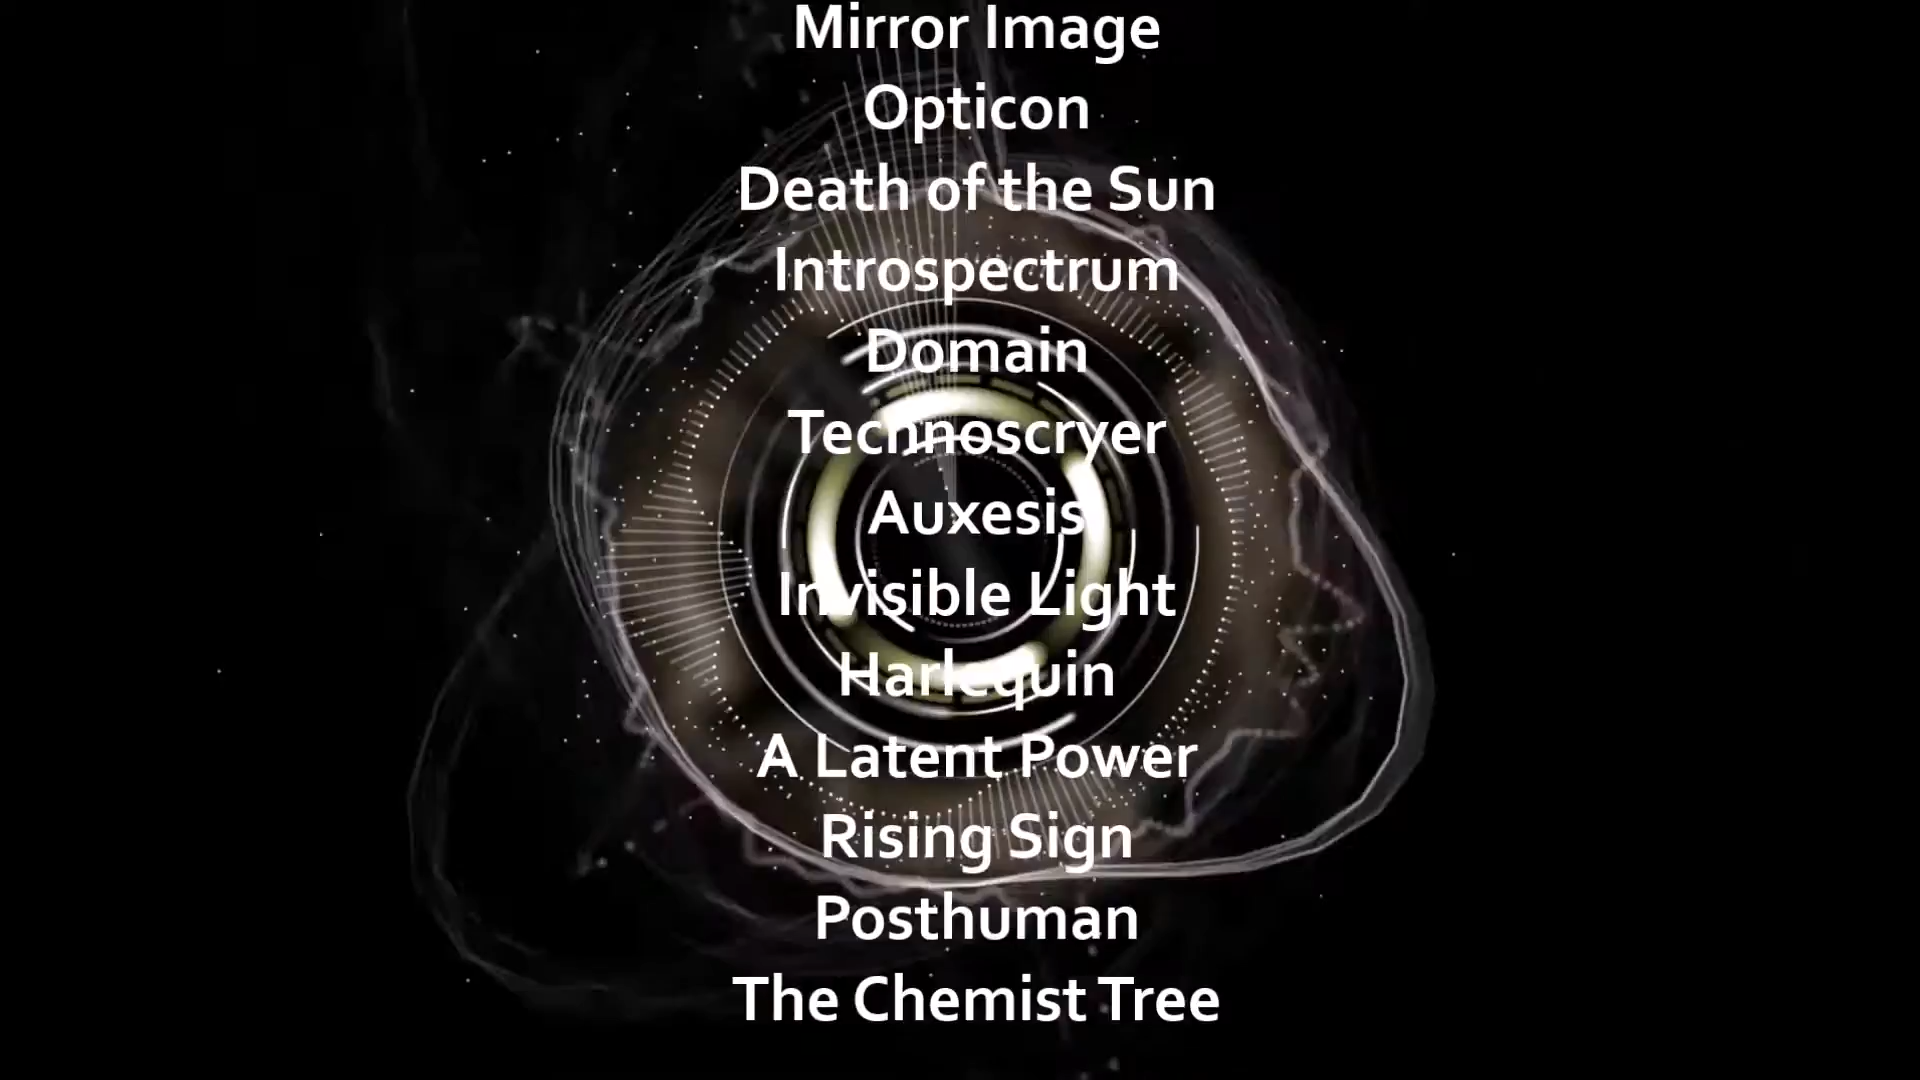 Mirror Image
Opticon
Death of the Sun
Introspectrum
Domain
Technoscryer
Auxesis
Invisible Light
Harlequin
A Latent Power
Rising Sign
Posthuman
The Chemist Tree